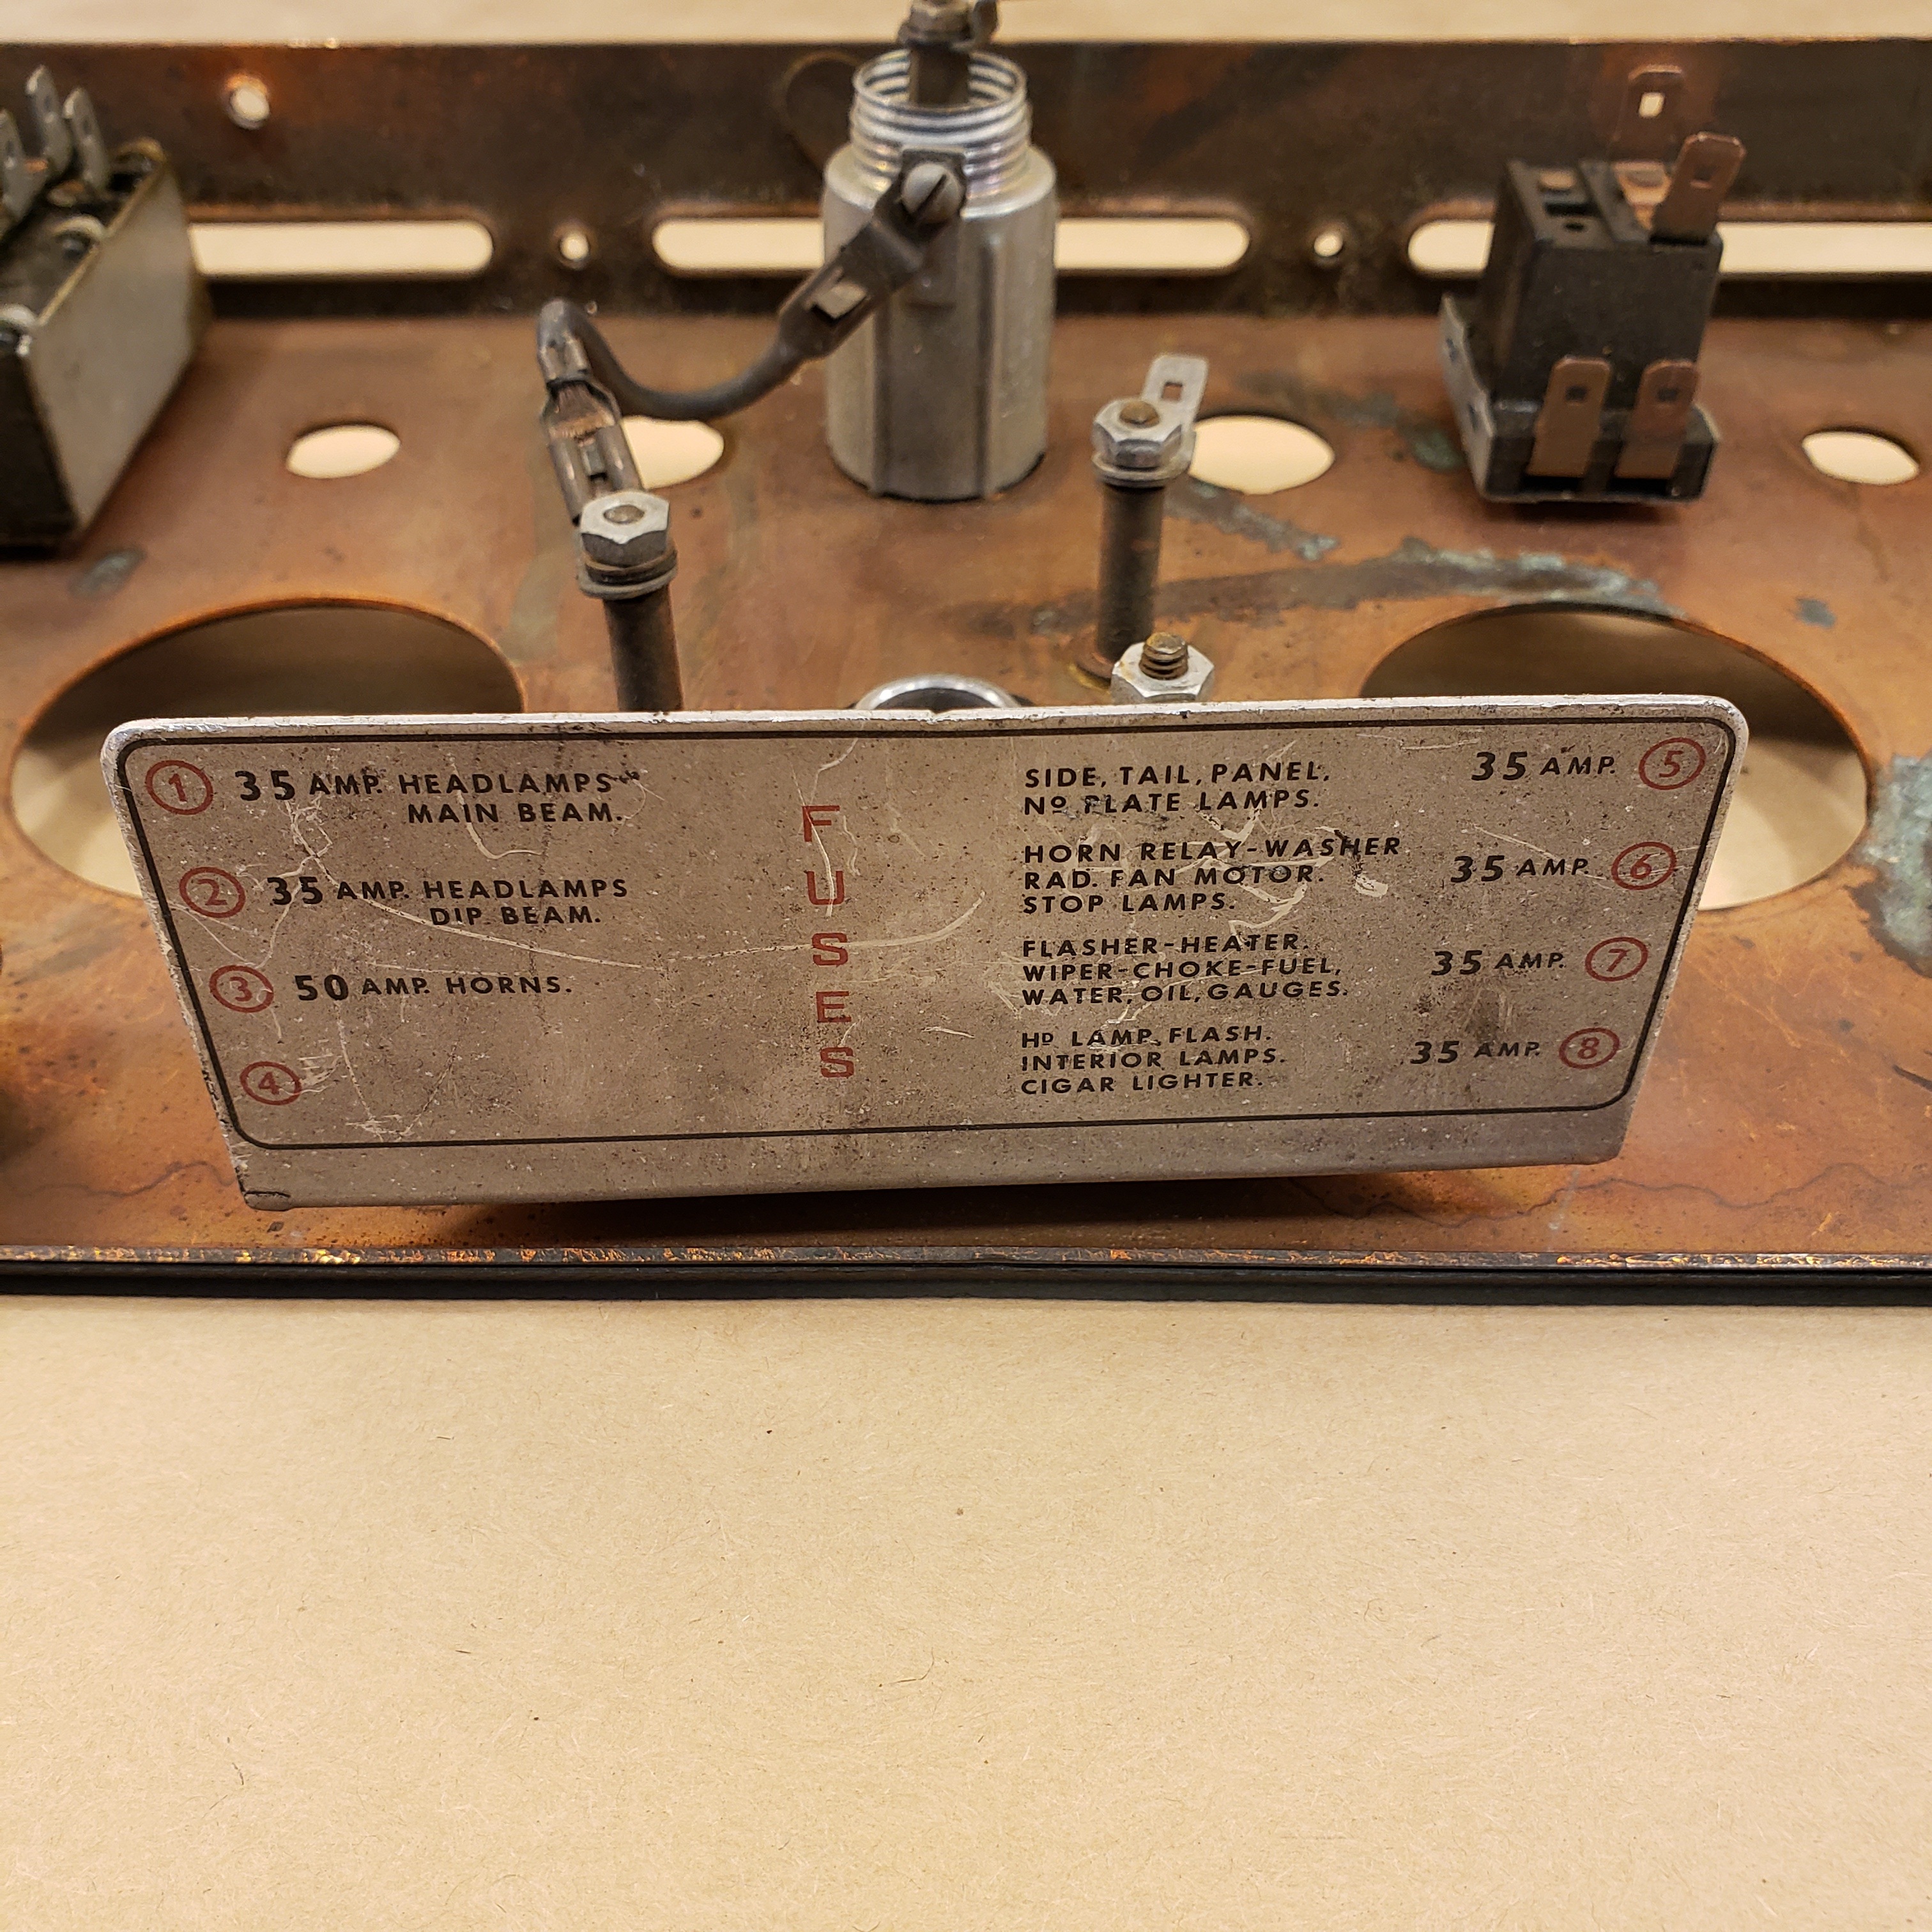 ① 35 AMP. HEADLAMPS
MAIN BEAM.
② 35 AMP. HEADLAMPS
DIP BEAM.
③ 50 AMP. HORNS.
④
FUSES
SIDE, TAIL, PANEL, 35 AMP. ⑤
Nº PLATE LAMPS.
HORN RELAY-WASHER
RAD. FAN MOTOR. 35 AMP. ⑥
STOP LAMPS.
FLASHER-HEATER.
WIPER-CHOKE-FUEL, 35 AMP. ⑦
WATER, OIL, GAUGES.
Hᴰ LAMP FLASH.
INTERIOR LAMPS. 35 AMP. ⑧
CIGAR LIGHTER.